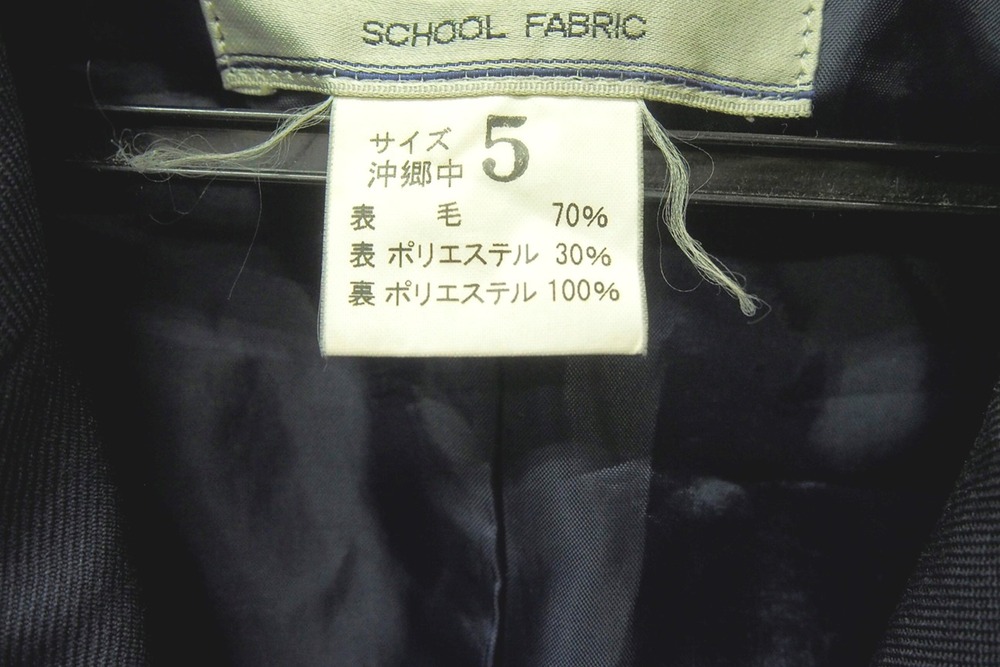 SCHOOL FABRIC
サイズ 5
沖郷中
表 毛 70%
表 ポリエステル 30%
裏 ポリエステル 100%